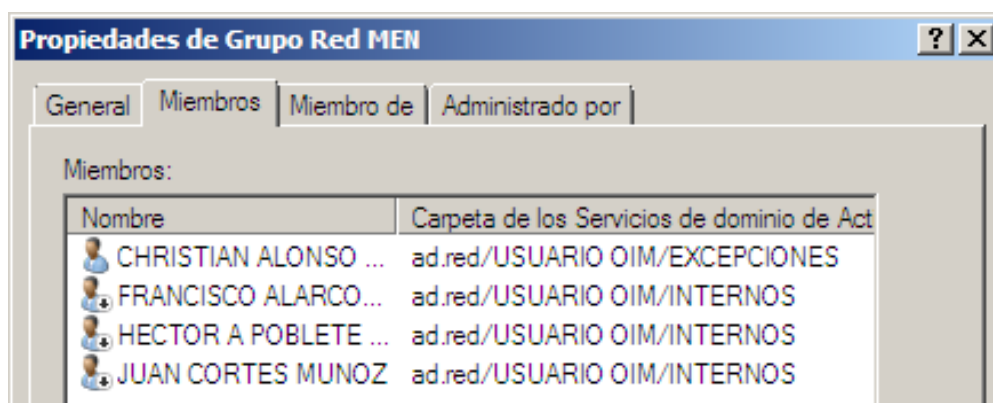 Propiedades de Grupo Red MEN
General Miembros Miembro de Administrado por
Miembros:
Nombre Carpeta de los Servicios de dominio de Act
CHRISTIAN ALONSO ... ad.red/USUARIO OIM/EXCEPCIONES
FRANCISCO ALARCO... ad.red/USUARIO OIM/INTERNOS
HECTOR A POBLETE ... ad.red/USUARIO OIM/INTERNOS
JUAN CORTES MUNOZ ad.red/USUARIO OIM/INTERNOS